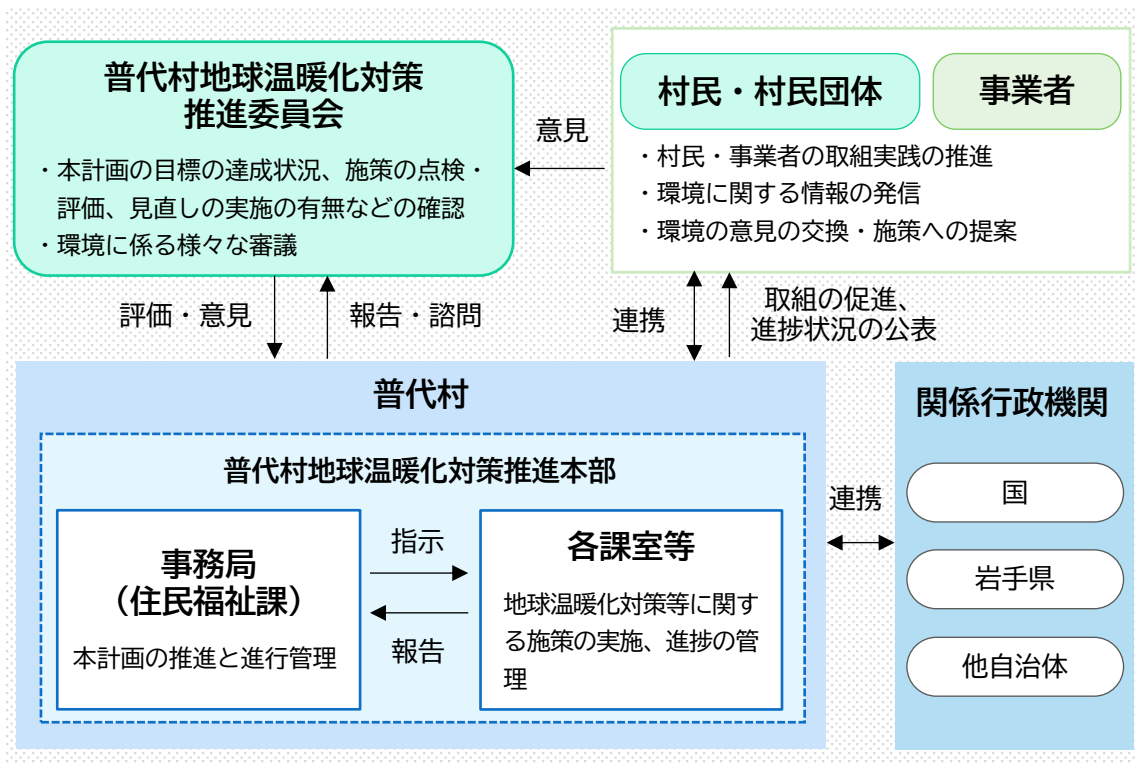 普代村地球温暖化対策
推進委員会
・本計画の目標の達成状況、施策の点検・
評価、見直しの実施の有無などの確認
・環境に係る様々な審議
意見
村民・村民団体
事業者
・村民・事業者の取組実践の推進
・環境に関する情報の発信
・環境の意見の交換・施策への提案
評価・意見
報告・諮問
連携
取組の促進、
進捗状況の公表
普代村
普代村地球温暖化対策推進本部
事務局
（住民福祉課）
本計画の推進と進行管理
指示
報告
各課室等
地球温暖化対策等に関す
る施策の実施、進捗の管
理
連携
関係行政機関
国
岩手県
他自治体